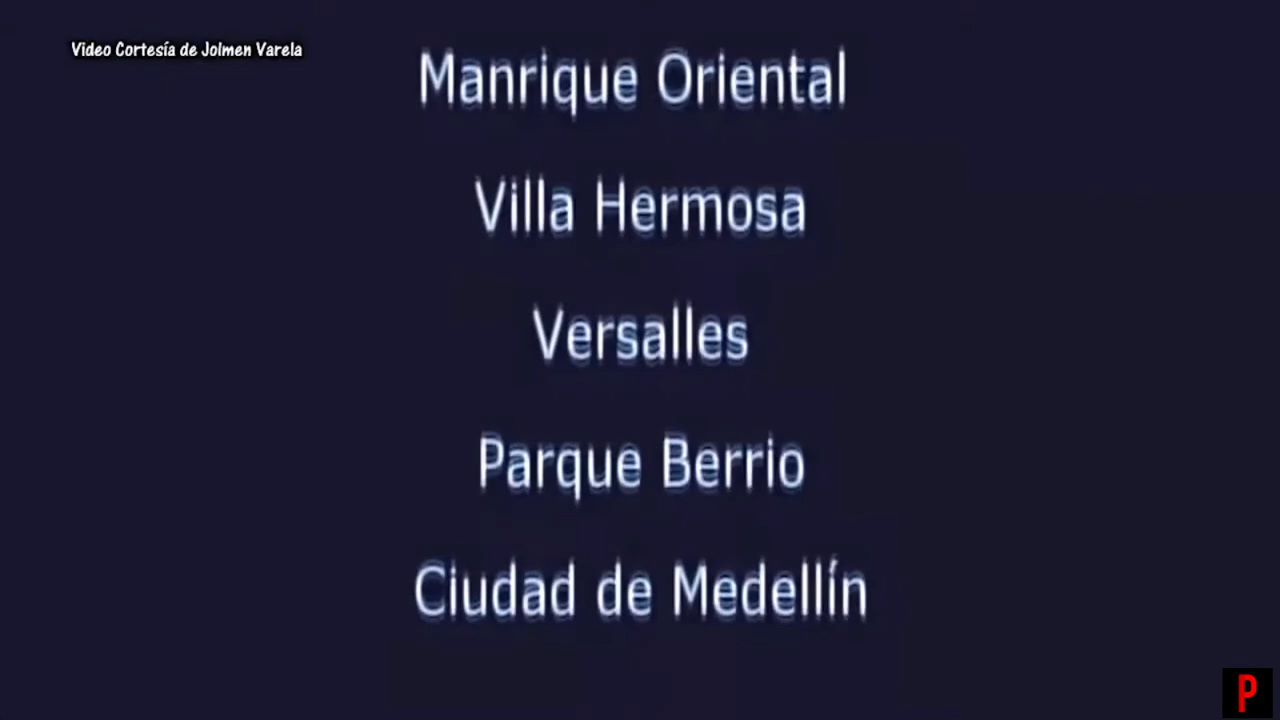 Video Cortesía de Jolmen Varela
Manrique Oriental
Villa Hermosa
Versalles
Parque Berrio
Ciudad de Medellín
P